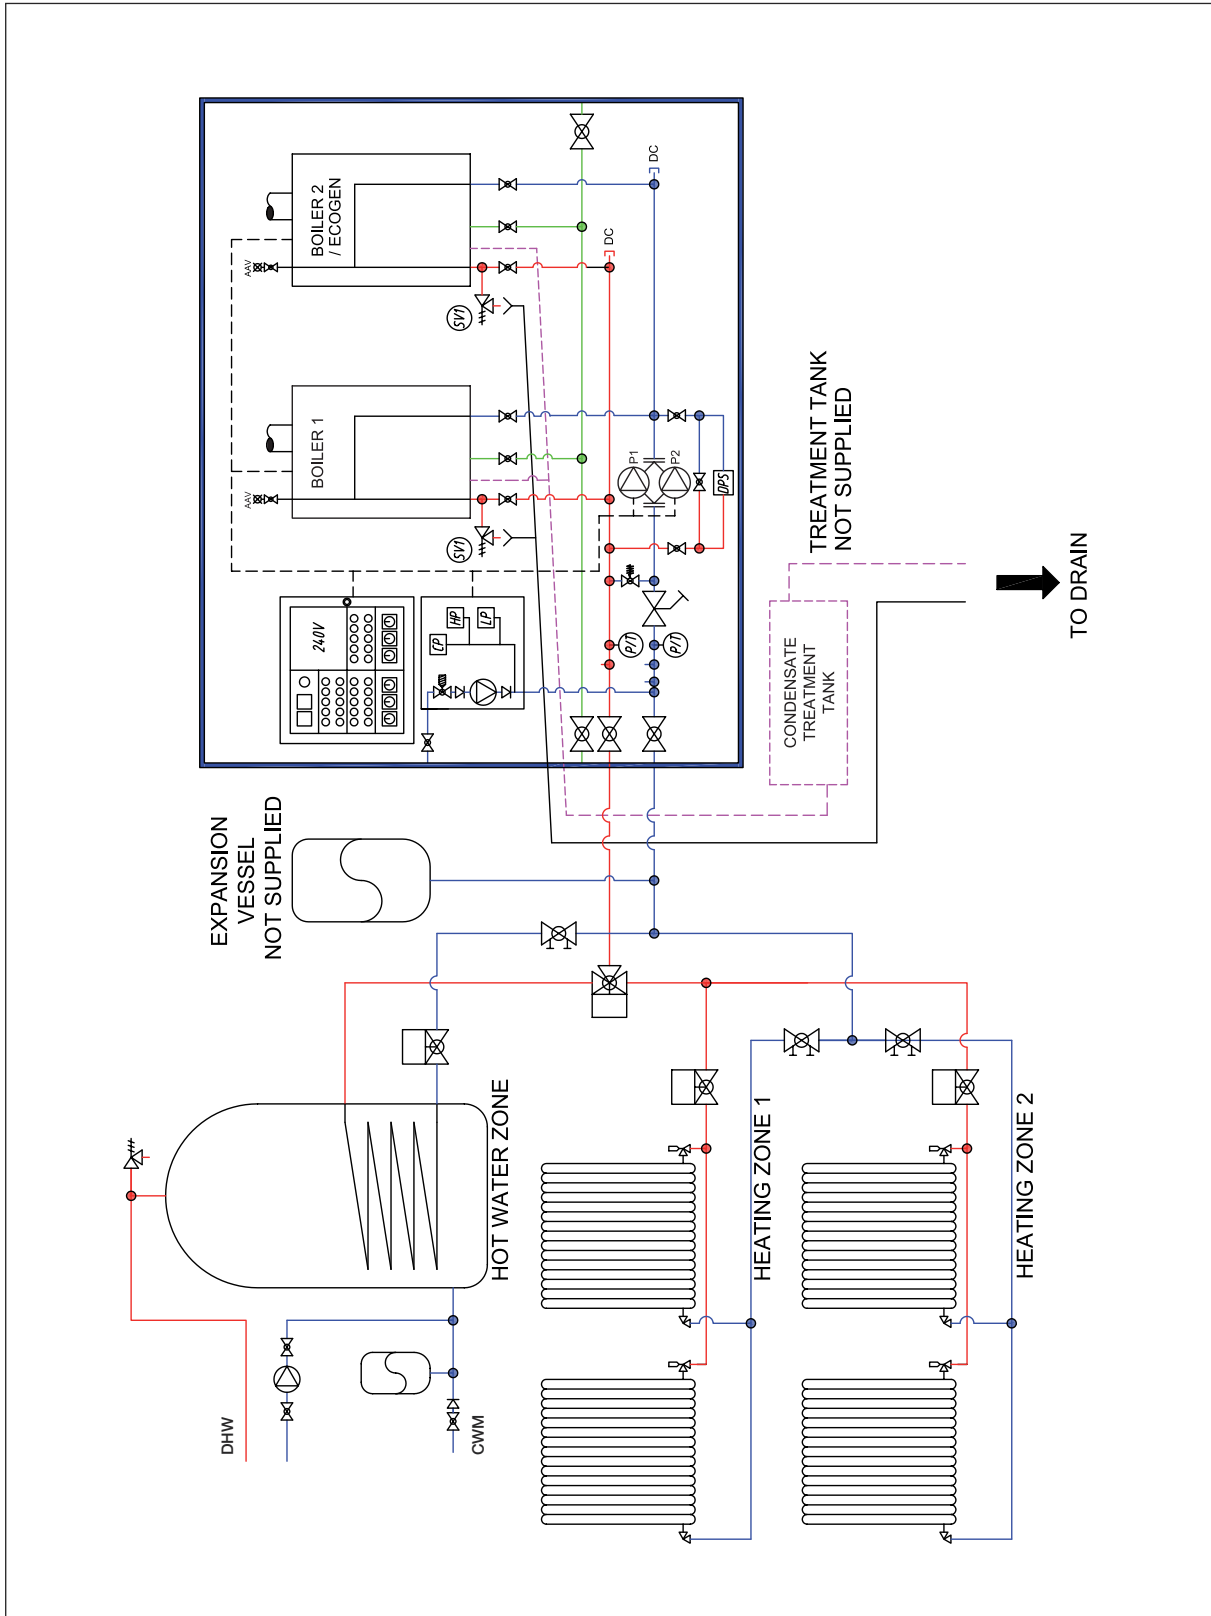 DHW
CWM
HOT WATER ZONE
EXPANSION
VESSEL
NOT SUPPLIED
240V
CP
HP
LP
AAV
BOILER 1
SV1
AAV
BOILER 2
/ ECOGEN
SV1
DC
DC
P1
P2
DPS
P/T
P/T
HEATING ZONE 1
HEATING ZONE 2
CONDENSATE
TREATMENT
TANK
TREATMENT TANK
NOT SUPPLIED
TO DRAIN